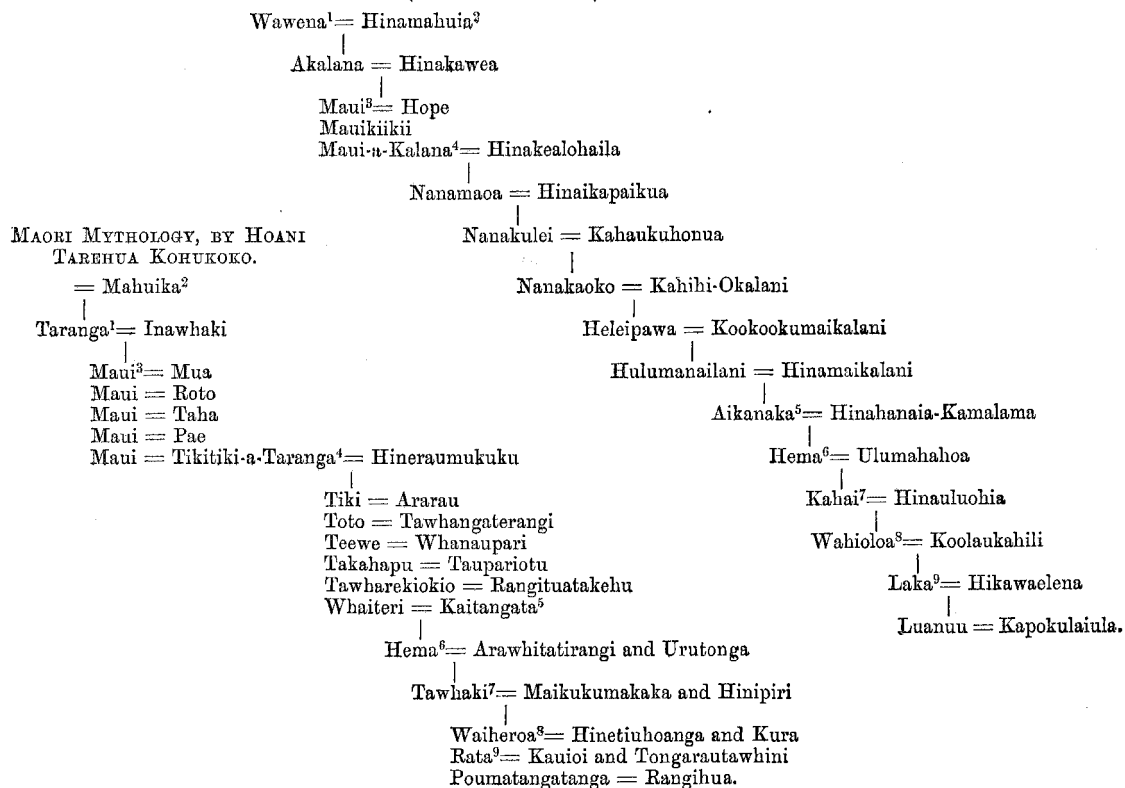 Wawena¹= Hinamahuia²
Akalana = Hinakawea
Maui³= Hope
Mauikiikii
Maui-a-Kalana⁴= Hinakealohaila
Nanamaoa = Hinaikapaikua
Nanakulei = Kahaukuhonua
Nanakaoko = Kahihi-Okalani
Heleipawa = Kookookumaikalani
Hulumanailani = Hinamaikalani
Aikanaka⁵= Hinahanaia-Kamalama
Hema⁶= Ulumahahoa
Kahai⁷= Hinauluohia
Wahioloa⁸= Koolaukahili
Laka⁹= Hikawaelena
Luanuu = Kapokulaiula.
MAORI MYTHOLOGY, BY HOANI
TAREHUA KOHUKOKO.
= Mahuika²
Taranga¹= Inawhaki
Maui³= Mua
Maui = Roto
Maui = Taha
Maui = Pae
Maui = Tikitiki-a-Taranga⁴= Hineraumukuku
Tiki = Ararau
Toto = Tawhangaterangi
Teewe = Whanaupari
Takahapu = Taupariotu
Tawharekiokio = Rangituatakehu
Whaiteri = Kaitangata⁵
Hema⁶= Arawhitatirangi and Urutonga
Tawhaki⁷= Maikukumakaka and Hinipiri
Waiheroa⁸= Hinetiuhoanga and Kura
Rata⁹= Kauioi and Tongarautawhini
Poumatangatanga = Rangihua.